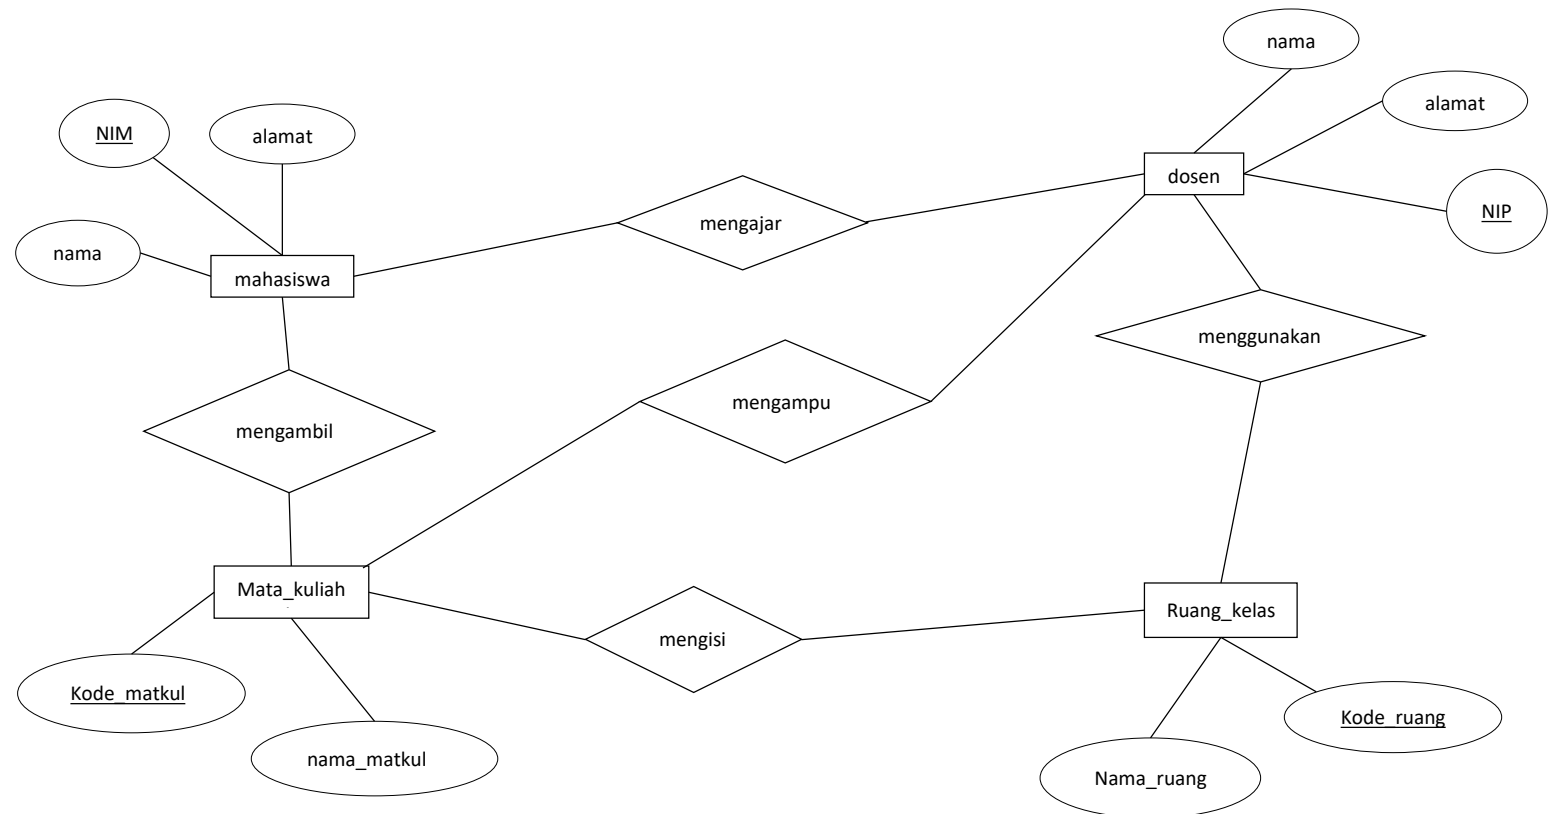 nama
alamat
NIM
alamat
dosen
NIP
mengajar
nama
mahasiswa
menggunakan
mengampu
mengambil
Mata_kuliah
Ruang_kelas
mengisi
Kode_matkul
Kode_ruang
nama_matkul
Nama_ruang